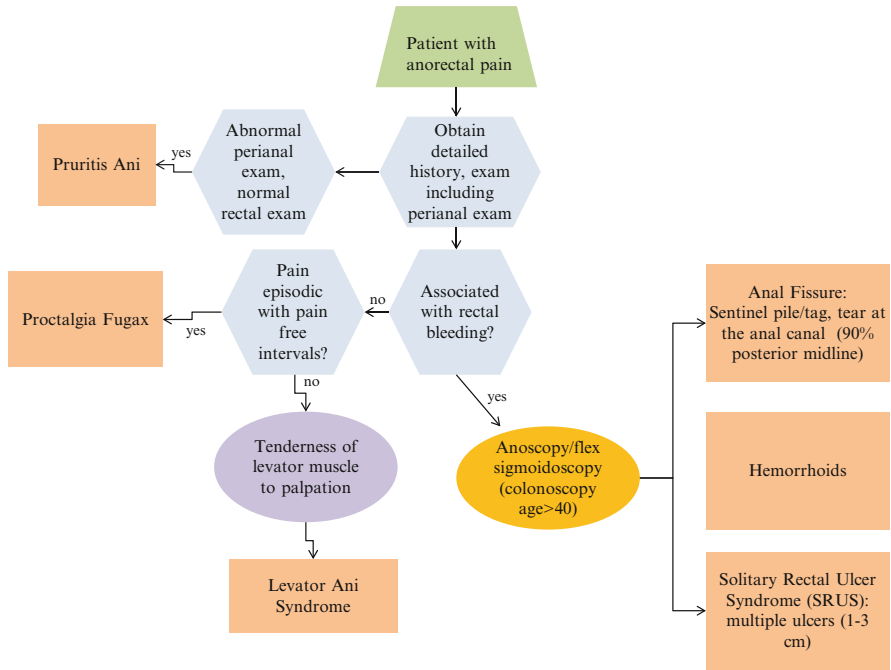 Patient with
anorectal pain
Obtain
detailed
history, exam
including
perianal exam
Abnormal
perianal
exam,
normal
rectal exam
yes
Pruritis Ani
Associated
with rectal
bleeding?
no
Pain
episodic
with pain
free
intervals?
yes
Proctalgia Fugax
no
Tenderness of
levator muscle
to palpation
Levator Ani
Syndrome
yes
Anoscopy/flex
sigmoidoscopy
(colonoscopy
age>40)
Anal Fissure:
Sentinel pile/tag, tear at
the anal canal (90%
posterior midline)
Hemorrhoids
Solitary Rectal Ulcer
Syndrome (SRUS):
multiple ulcers (1-3
cm)